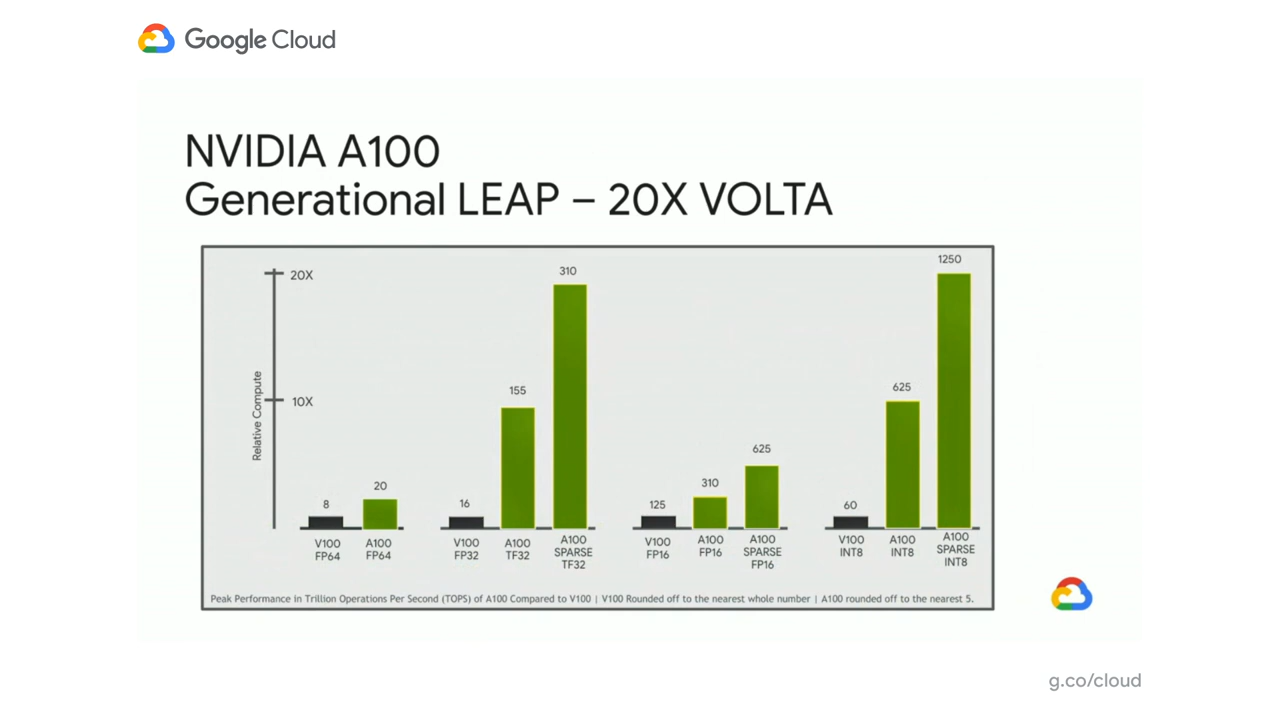 Google Cloud
NVIDIA A100
Generational LEAP – 20X VOLTA
20X
10X
Relative Compute
8
20
V100
FP64
A100
FP64
16
155
310
V100
FP32
A100
TF32
A100
SPARSE
TF32
125
310
625
V100
FP16
A100
FP16
A100
SPARSE
FP16
60
625
1250
V100
INT8
A100
INT8
A100
SPARSE
INT8
Peak Performance in Trillion Operations Per Second (TOPS) of A100 Compared to V100 | V100 Rounded off to the nearest whole number | A100 rounded off to the nearest 5.
g.co/cloud